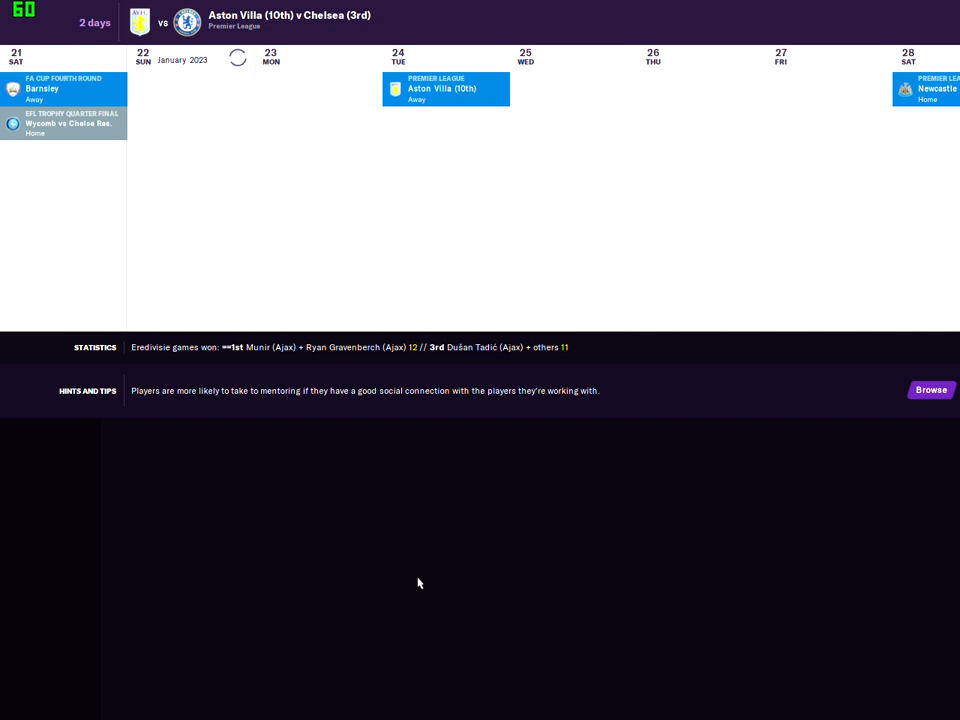 60
2 days
AVFC
vs
Aston Villa (10th) v Chelsea (3rd)
Premier League
21
SAT
22
SUN
January 2023
23
MON
24
TUE
25
WED
26
THU
27
FRI
28
SAT
FA CUP FOURTH ROUND
Barnsley
Away
EFL TROPHY QUARTER FINAL
Wycomb vs Chelse Res.
Home
PREMIER LEAGUE
Aston Villa (10th)
Away
PREMIER LEA
Newcastle
Home
STATISTICS
Eredivisie games won: ==1st Munir (Ajax) + Ryan Gravenberch (Ajax) 12 // 3rd Dušan Tadić (Ajax) + others 11
HINTS AND TIPS
Players are more likely to take to mentoring if they have a good social connection with the players they're working with.
Browse